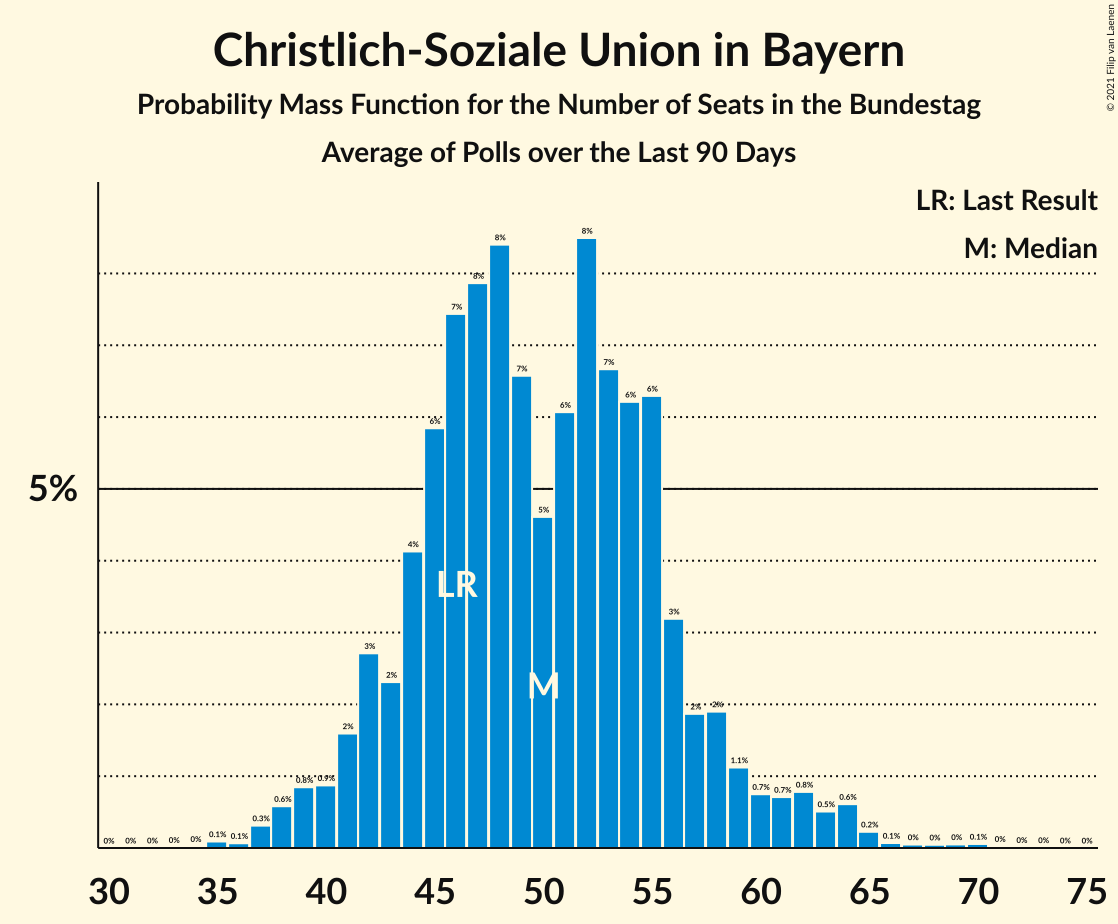 Christlich-Soziale Union in Bayern
Probability Mass Function for the Number of Seats in the Bundestag
Average of Polls over the Last 90 Days
© 2021 Filip van Laenen
LR: Last Result
M: Median
5%
0% 0% 0% 0% 0% 0.1% 0.1% 0.3% 0.6% 0.8% 0.9% 2% 3% 2% 4% 6% 7% 8% 8% 7% 5% 6% 8% 7% 6% 6% 3% 2% 2% 1.1% 0.7% 0.7% 0.8% 0.5% 0.6% 0.2% 0.1% 0% 0% 0% 0.1% 0% 0% 0% 0% 0%
LR
M
30 35 40 45 50 55 60 65 70 75